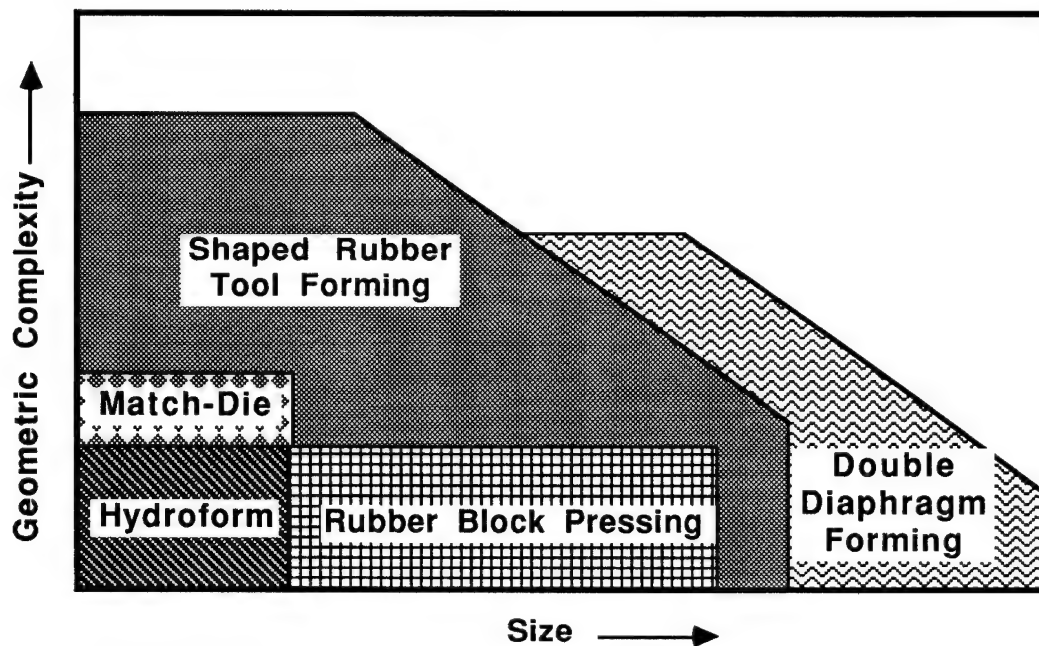 Geometric Complexity
Shaped Rubber
Tool Forming
Match-Die
Hydroform
Rubber Block Pressing
Double
Diaphragm
Forming
Size